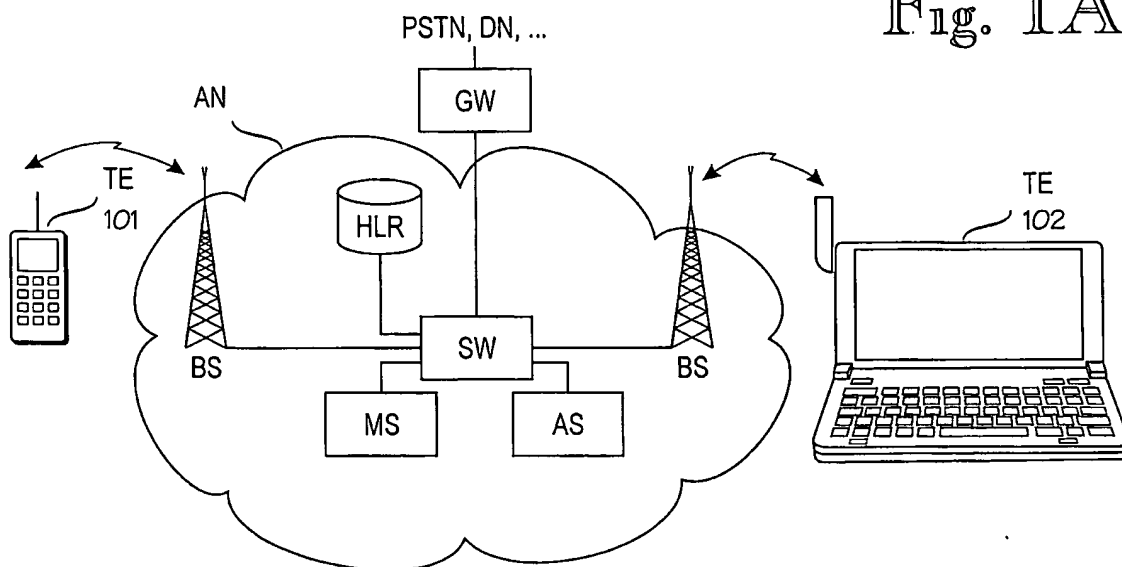 Fig. 1A
PSTN, DN, ...
GW
AN
TE
101
HLR
TE
102
SW
BS
BS
MS
AS